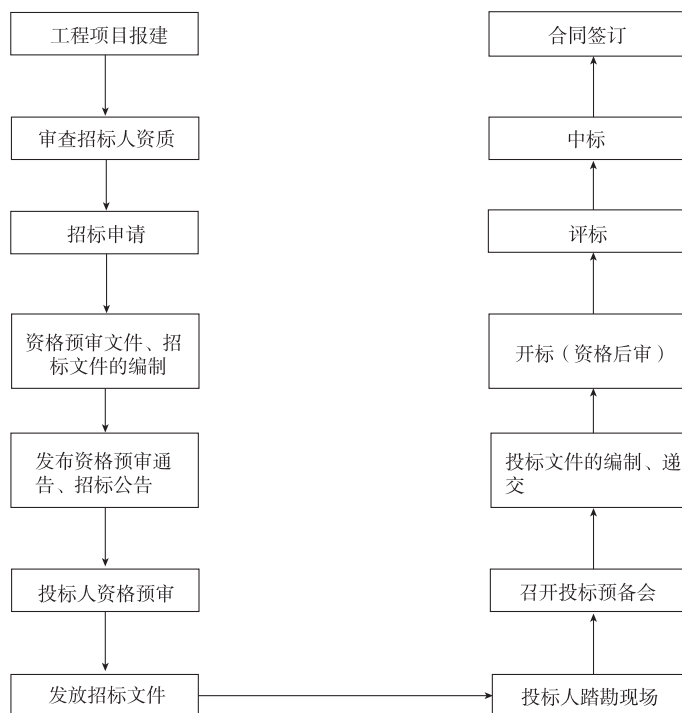 工程项目报建
审查招标人资质
招标申请
资格预审文件、招
标文件的编制
发布资格预审通
告、招标公告
投标人资格预审
发放招标文件
投标人踏勘现场
召开投标预备会
投标文件的编制、递
交
开标（资格后审）
评标
中标
合同签订